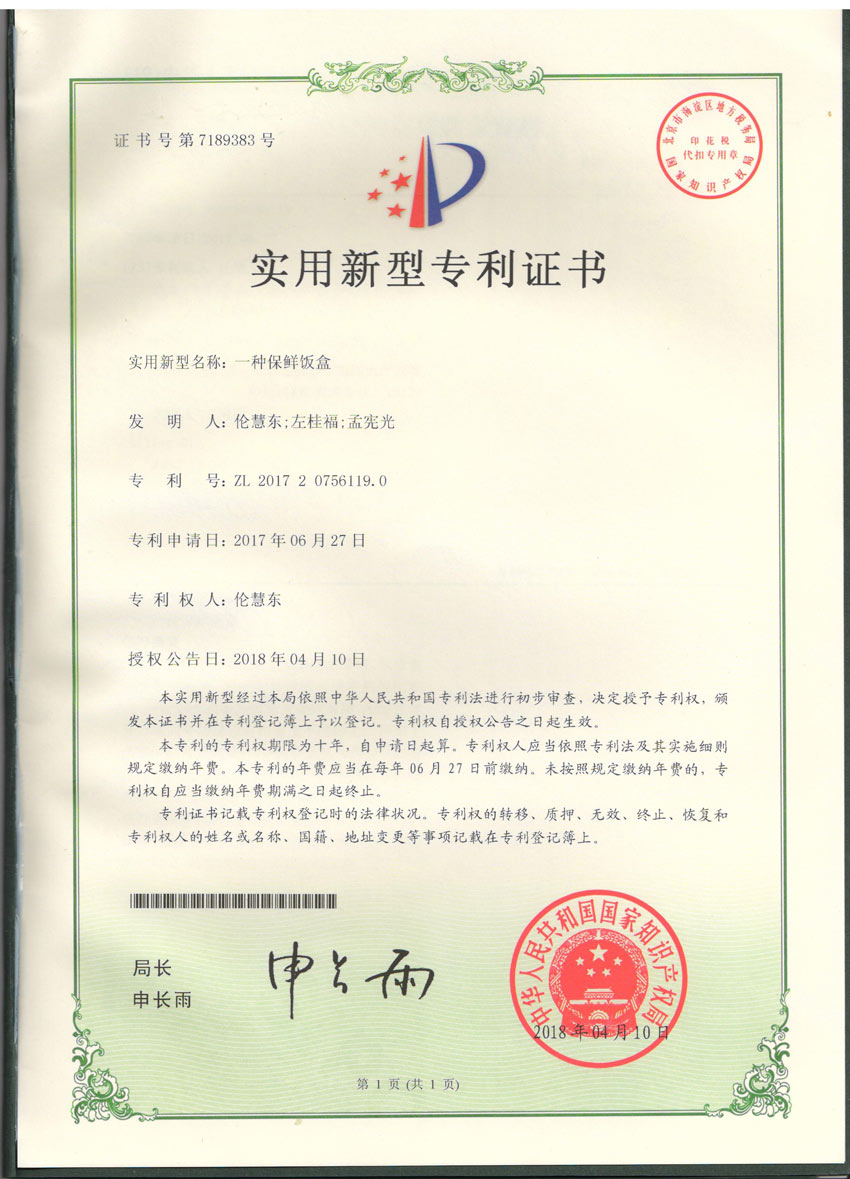 证书号第7189383号
北京市海淀区地方税务局
印花税
代扣专用章
国家知识产权局
实用新型专利证书
实用新型名称：一种保鲜饭盒
发明人：伦慧东;左桂福;孟宪光
专利号：ZL 2017 2 0756119.0
专利申请日：2017年06月27日
专利权人：伦慧东
授权公告日：2018年04月10日
本实用新型经过本局依照中华人民共和国专利法进行初步审查，决定授予专利权，颁
发本证书并在专利登记簿上予以登记。专利权自授权公告之日起生效。
本专利的专利权期限为十年，自申请日起算。专利权人应当依照专利法及其实施细则
规定缴纳年费。本专利的年费应当在每年06月27日前缴纳。未按照规定缴纳年费的，专
利权自应当缴纳年费期满之日起终止。
专利证书记载专利权登记时的法律状况。专利权的转移、质押、无效、终止、恢复和
专利权人的姓名或名称、国籍、地址变更等事项记载在专利登记簿上。
局长
申长雨
申长雨
中华人民共和国国家知识产权局
2018年04月10日
第1页(共1页)